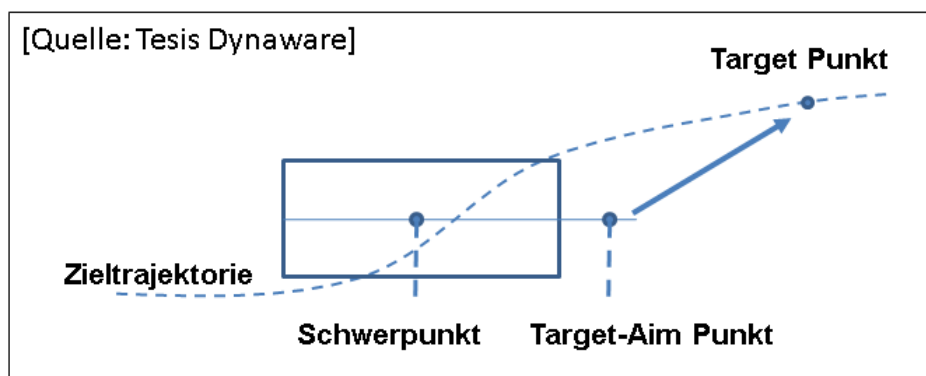 [Quelle: Tesis Dynaware]
Target Punkt
Zieltrajektorie
Schwerpunkt
Target-Aim Punkt